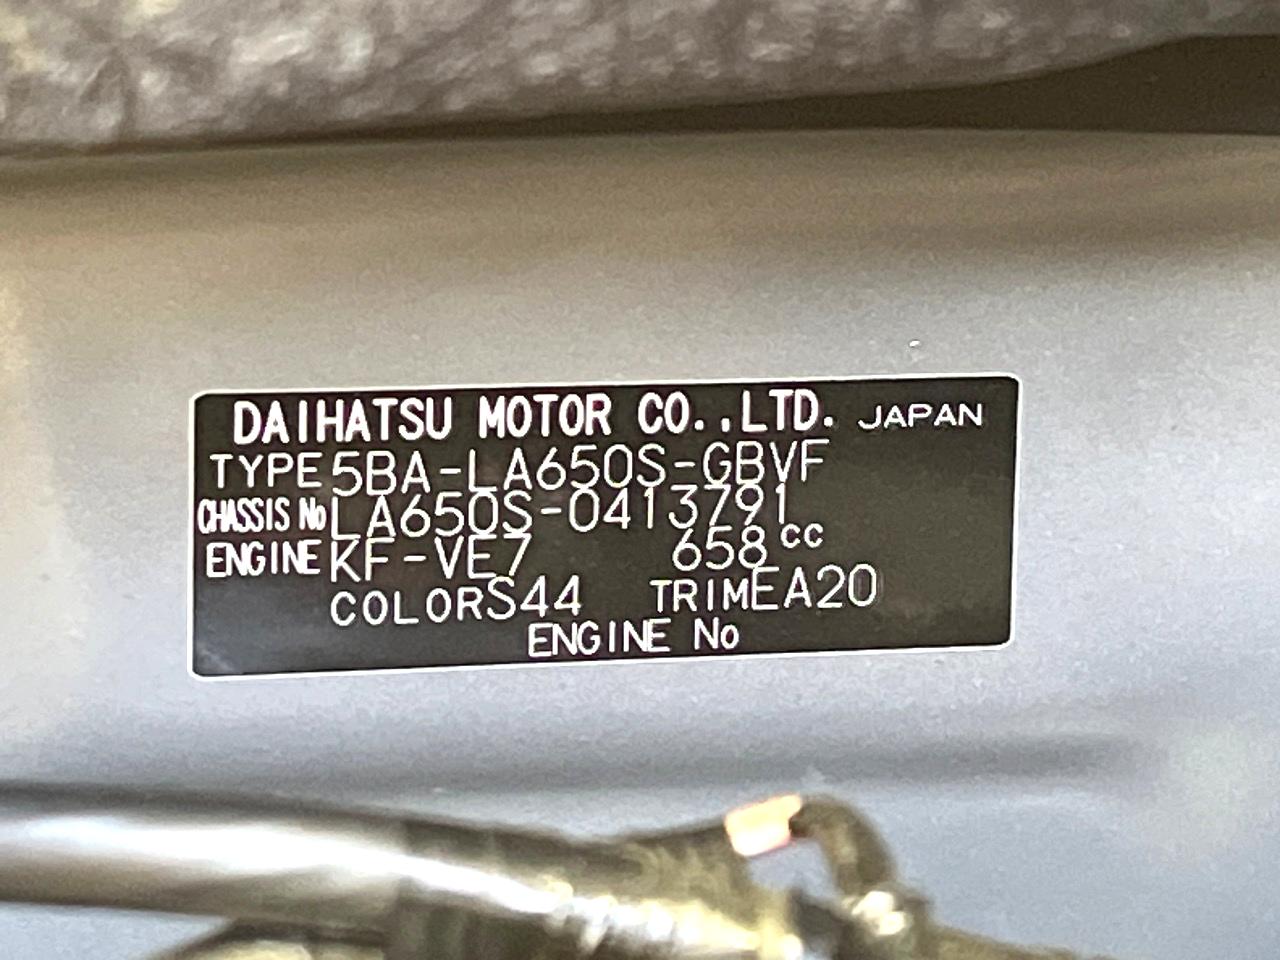 DAIHATSU MOTOR CO.,LTD. JAPAN
TYPE 5BA-LA650S-GBVF
CHASSIS No LA650S-0413791
ENGINE KF-VE7 658cc
COLOR S44 TRIM EA20
ENGINE No